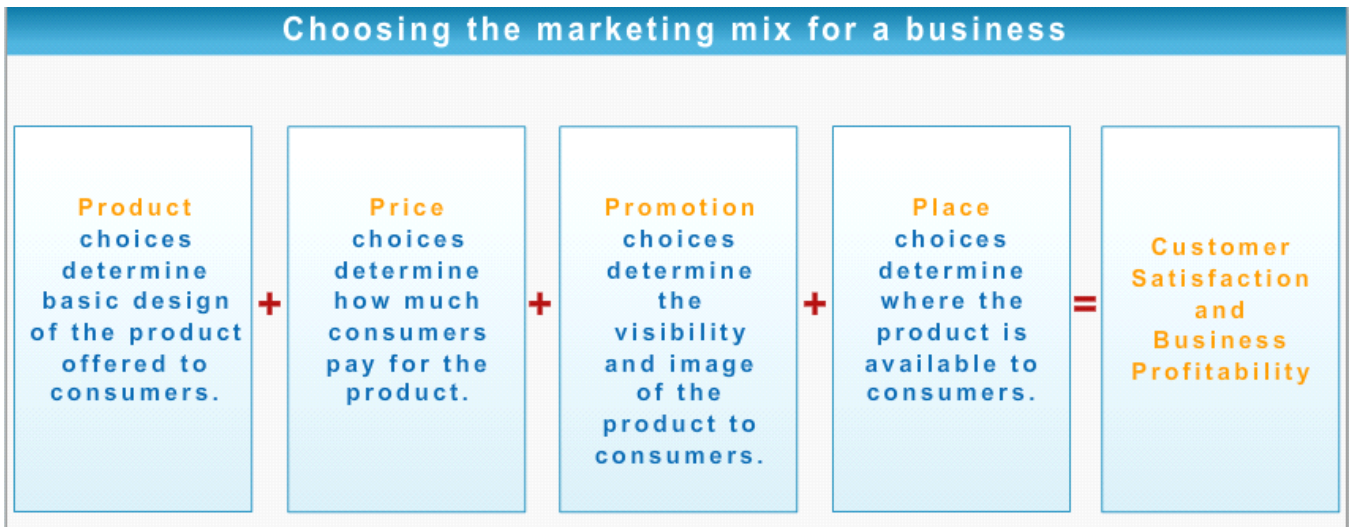 Choosing the marketing mix for a business
Product
choices
determine
basic design
of the product
offered to
consumers.
+
Price
choices
determine
how much
consumers
pay for the
product.
+
Promotion
choices
determine
the
visibility
and image
of the
product to
consumers.
+
Place
choices
determine
where the
product is
available to
consumers.
=
Customer
Satisfaction
and
Business
Profitability